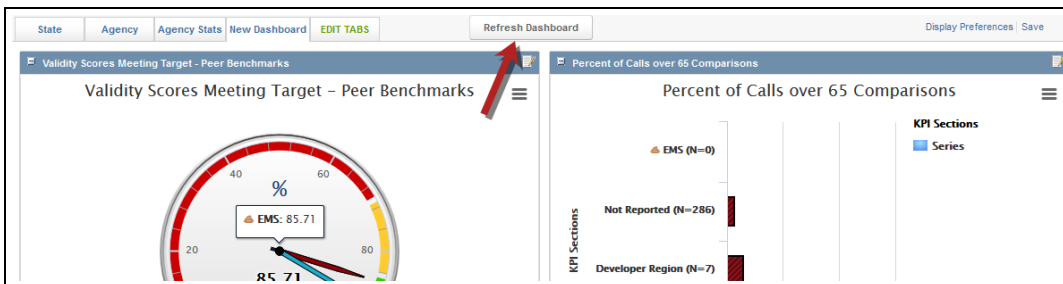 State
Agency
Agency Stats
New Dashboard
EDIT TABS
Refresh Dashboard
Display Preferences
Save
Validity Scores Meeting Target - Peer Benchmarks
Validity Scores Meeting Target – Peer Benchmarks
40
60
%
EMS: 85.71
20
80
85.71
Percent of Calls over 65 Comparisons
Percent of Calls over 65 Comparisons
KPI Sections
Series
EMS (N=0)
Not Reported (N=286)
Developer Region (N=7)
KPI Sections